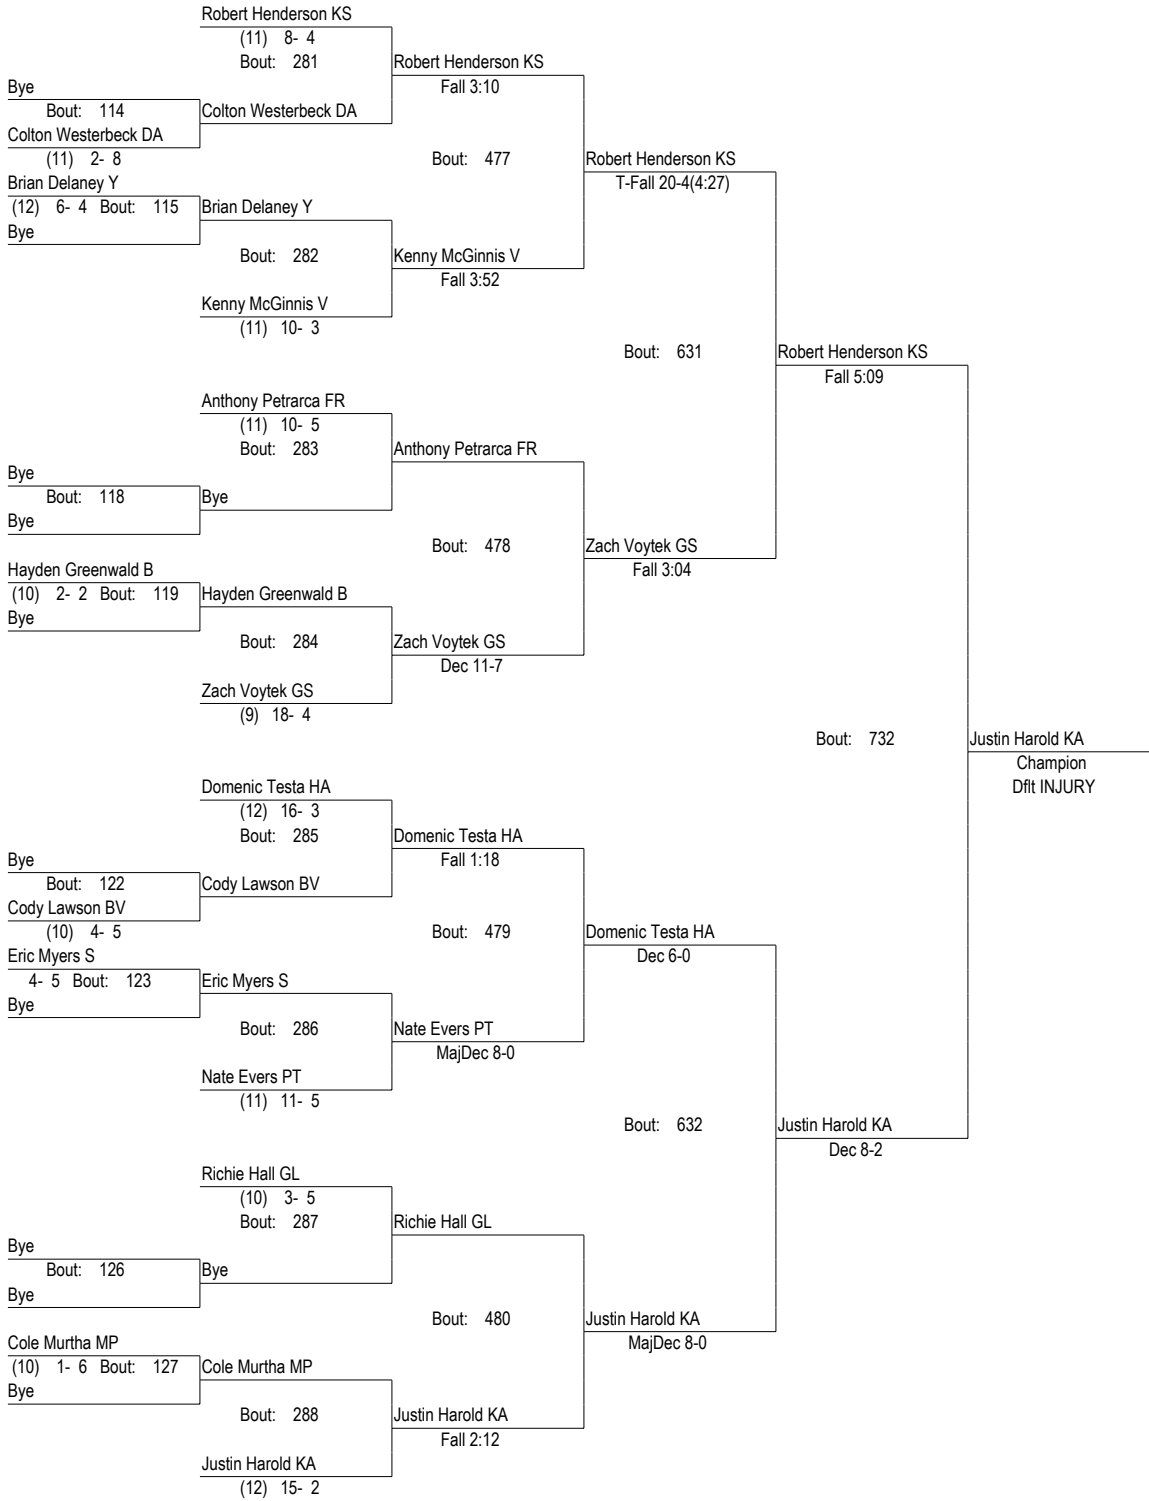 Robert Henderson KS
(11) 8- 4
Bout: 281
Robert Henderson KS
Fall 3:10
Bye
Bout: 114
Colton Westerbeck DA
Colton Westerbeck DA
(11) 2- 8
Bout: 477
Robert Henderson KS
T-Fall 20-4(4:27)
Brian Delaney Y
(12) 6- 4 Bout: 115
Brian Delaney Y
Bye
Bout: 282
Kenny McGinnis V
Fall 3:52
Kenny McGinnis V
(11) 10- 3
Bout: 631
Robert Henderson KS
Fall 5:09
Anthony Petrarca FR
(11) 10- 5
Bout: 283
Anthony Petrarca FR
Bye
Bout: 118
Bye
Bye
Bout: 478
Zach Voytek GS
Fall 3:04
Hayden Greenwald B
(10) 2- 2 Bout: 119
Hayden Greenwald B
Bye
Bout: 284
Zach Voytek GS
Dec 11-7
Zach Voytek GS
(9) 18- 4
Bout: 732
Justin Harold KA
Champion
Dflt INJURY
Domenic Testa HA
(12) 16- 3
Bout: 285
Domenic Testa HA
Fall 1:18
Bye
Bout: 122
Cody Lawson BV
Cody Lawson BV
(10) 4- 5
Bout: 479
Domenic Testa HA
Dec 6-0
Eric Myers S
4- 5 Bout: 123
Eric Myers S
Bye
Bout: 286
Nate Evers PT
MajDec 8-0
Nate Evers PT
(11) 11- 5
Bout: 632
Justin Harold KA
Dec 8-2
Richie Hall GL
(10) 3- 5
Bout: 287
Richie Hall GL
Bye
Bout: 126
Bye
Bye
Bout: 480
Justin Harold KA
MajDec 8-0
Cole Murtha MP
(10) 1- 6 Bout: 127
Cole Murtha MP
Bye
Bout: 288
Justin Harold KA
Fall 2:12
Justin Harold KA
(12) 15- 2